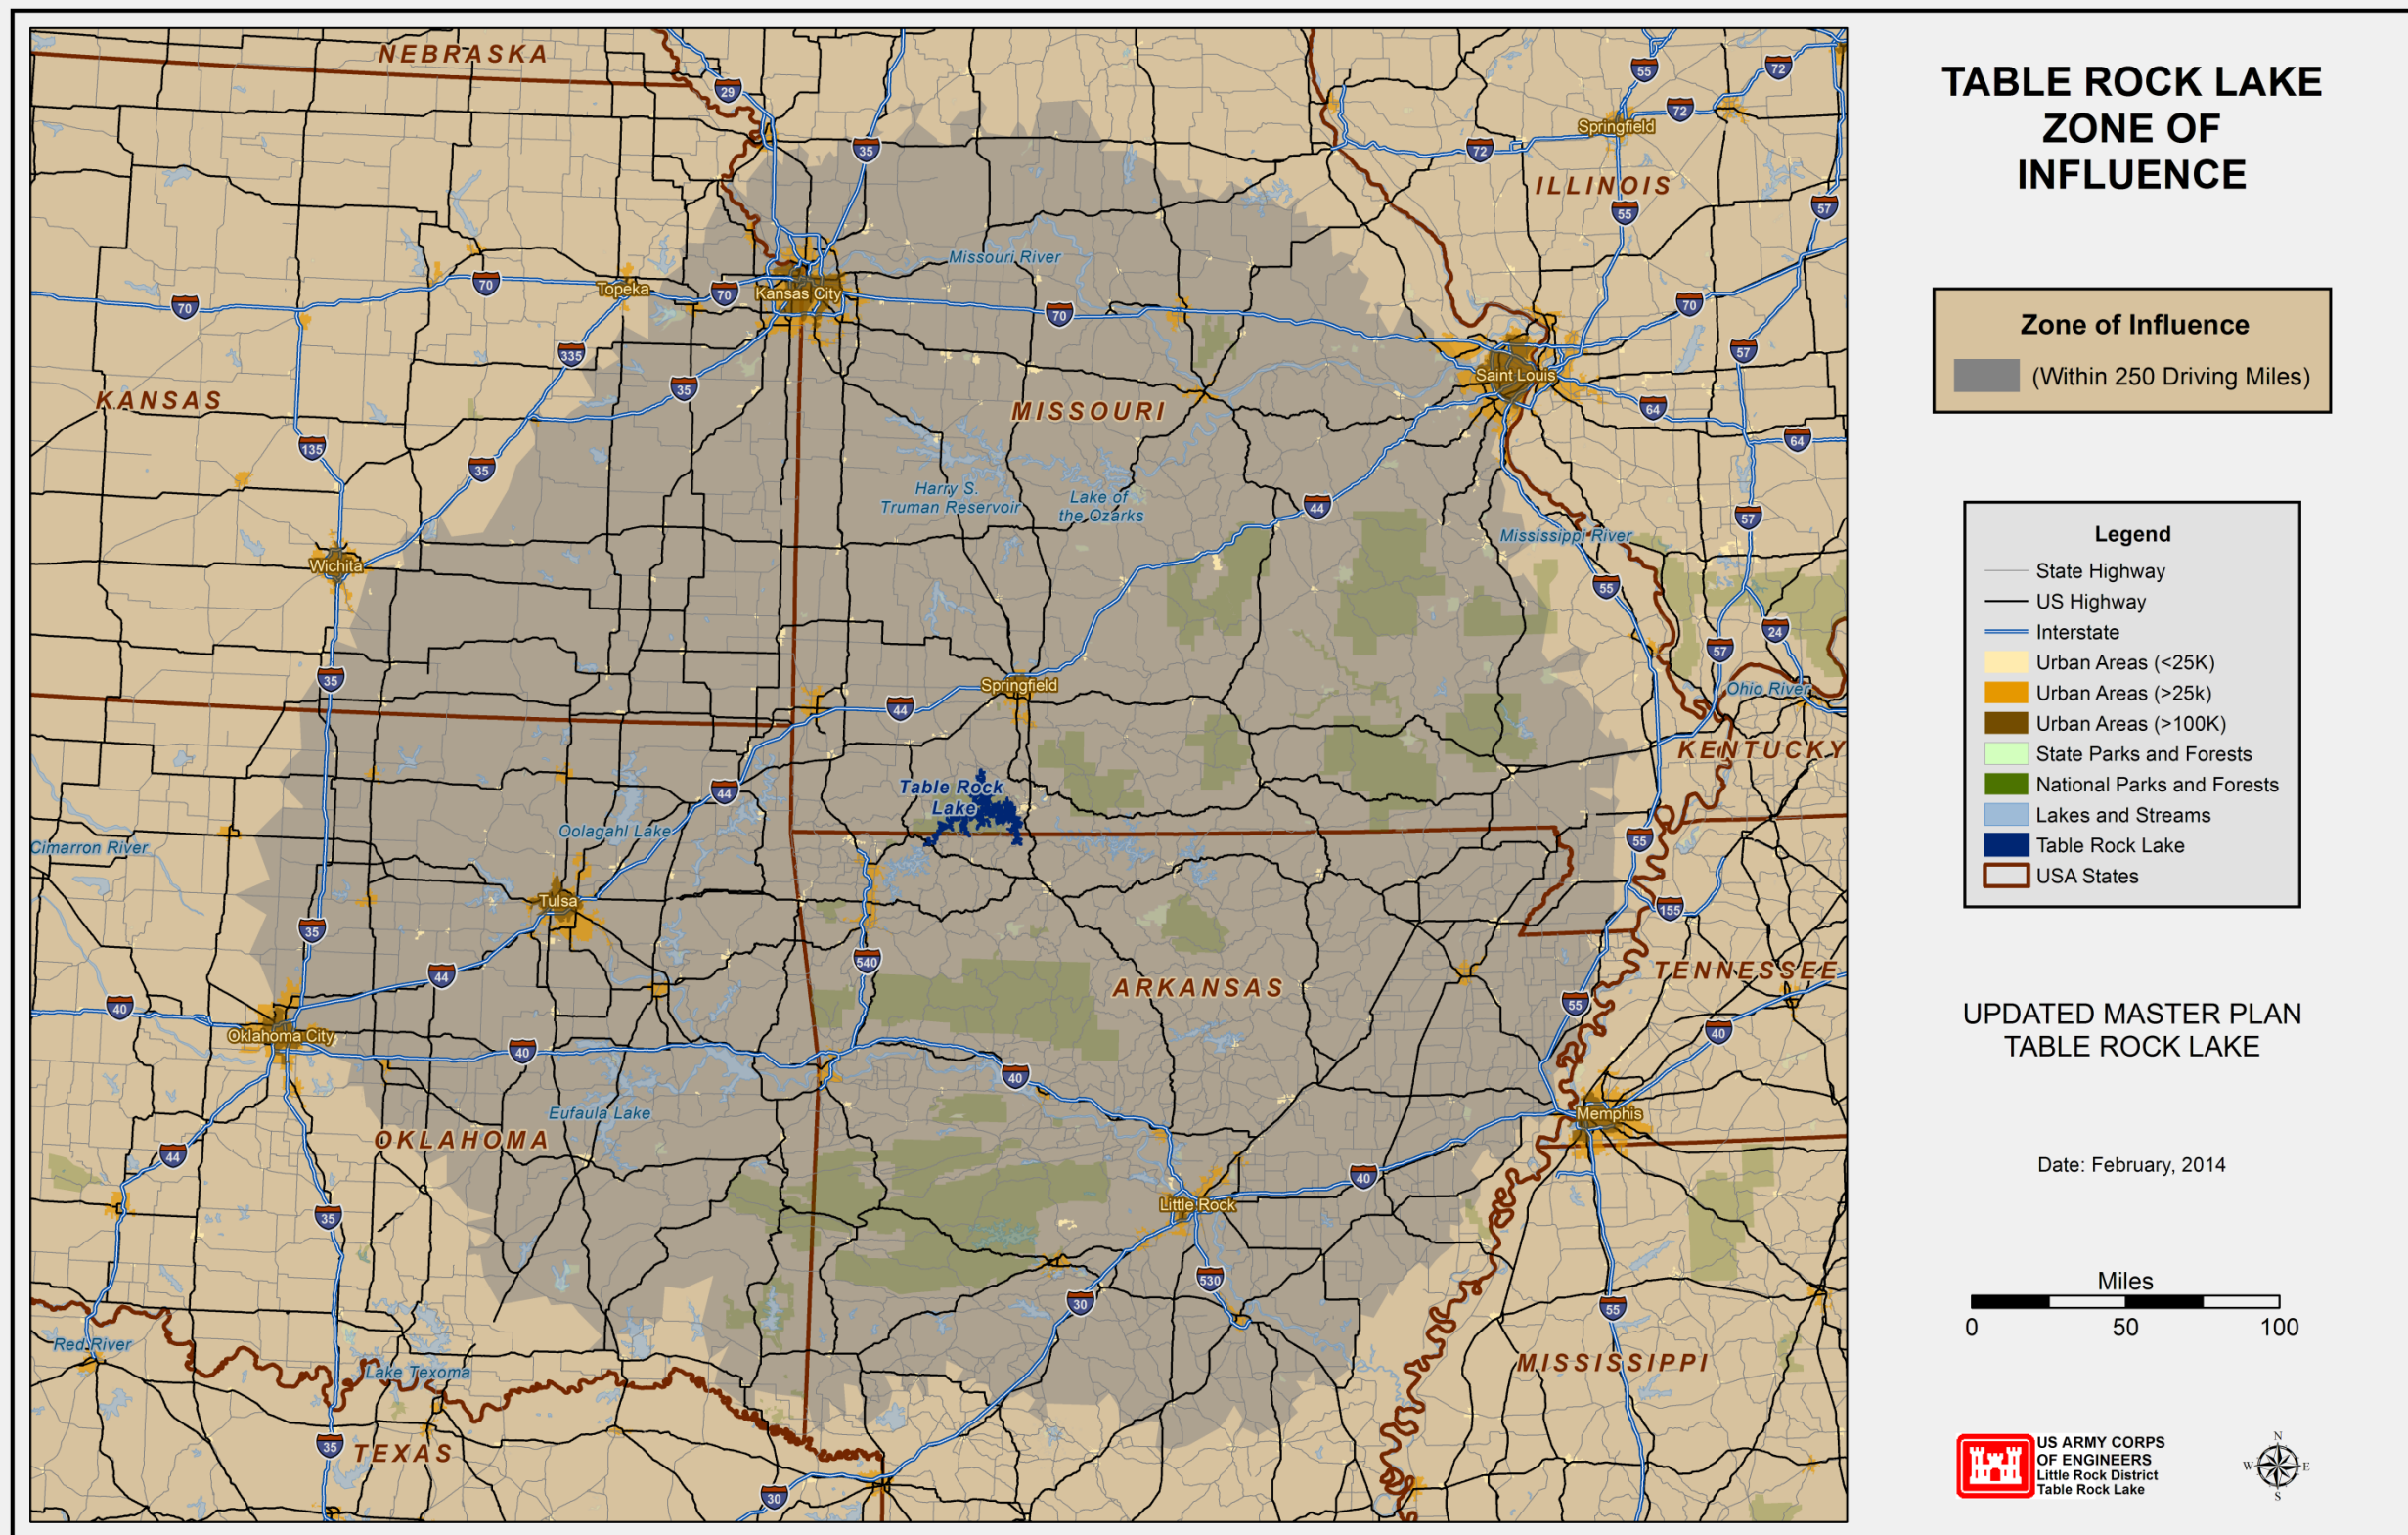 NEBRASKA
29
35
55
72
72
Springfield
72
ILLINOIS
55
57
Missouri River
70
70
Topeka
70
Kansas City
70
70
335
57
Saint Louis
35
KANSAS
MISSOURI
64
64
135
35
Harry S.
Truman Reservoir
Lake of
the Ozarks
44
57
Mississippi River
Wichita
55
24
57
35
Springfield
Ohio River
44
KENTUCKY
Table Rock
Lake
44
Oolagahl Lake
Cimarron River
55
Tulsa
155
35
540
44
ARKANSAS
TENNESSEE
40
55
Oklahoma City
40
40
40
Eufaula Lake
Memphis
OKLAHOMA
44
40
Little Rock
35
530
30
55
Red River
Lake Texoma
MISSISSIPPI
35
TEXAS
30
TABLE ROCK LAKE
ZONE OF
INFLUENCE
Zone of Influence
(Within 250 Driving Miles)
Legend
State Highway
US Highway
Interstate
Urban Areas (<25K)
Urban Areas (>25k)
Urban Areas (>100K)
State Parks and Forests
National Parks and Forests
Lakes and Streams
Table Rock Lake
USA States
UPDATED MASTER PLAN
TABLE ROCK LAKE
Date: February, 2014
Miles
0 50 100
US ARMY CORPS
OF ENGINEERS
Little Rock District
Table Rock Lake
N
W E
S